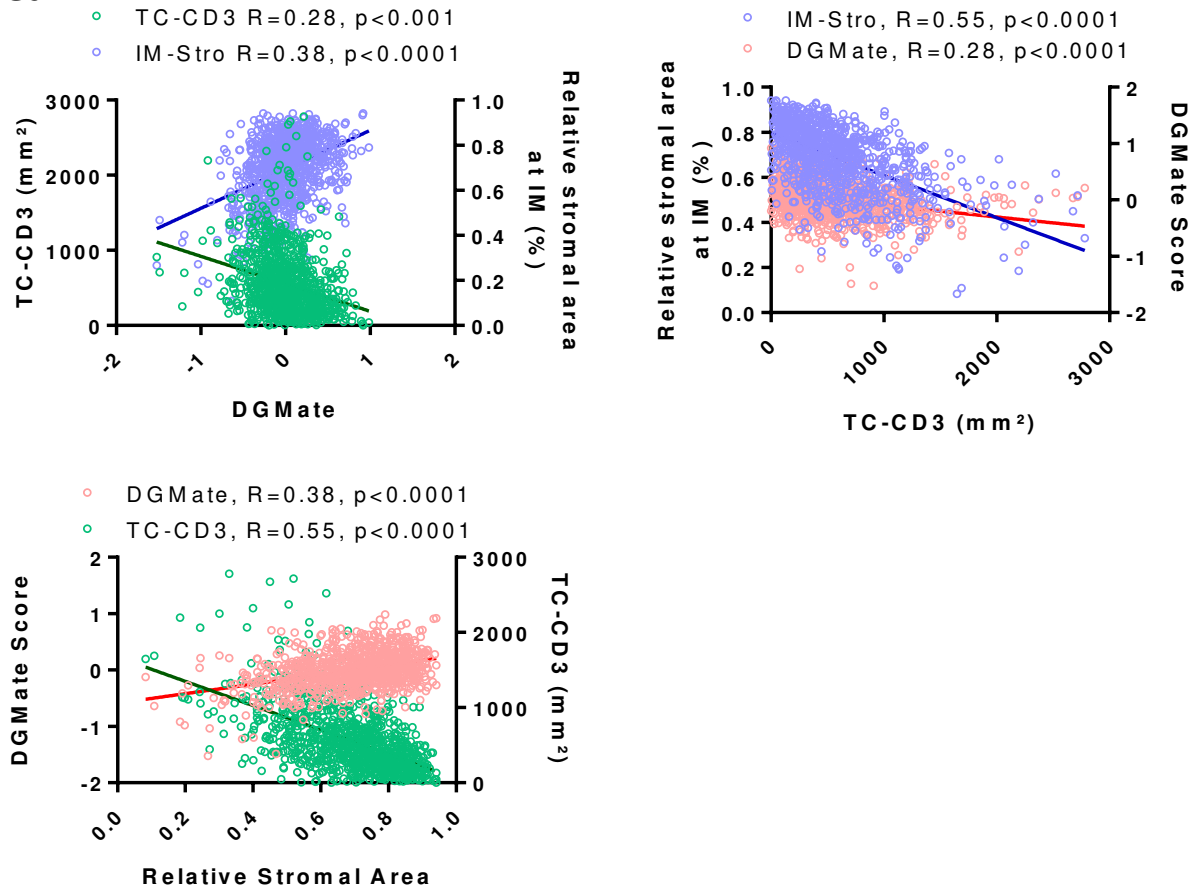 TC-CD3 R=0.28, p<0.001
IM-Stro R=0.38, p<0.0001
TC-CD3 (mm²)
3000
2000
1000
0
1.0
0.8
0.6
0.4
0.2
0.0
Relative stromal area
at IM (%)
-2
-1
0
1
2
DGMate
IM-Stro, R=0.55, p<0.0001
DGMate, R=0.28, p<0.0001
Relative stromal area
at IM (%)
1.0
0.8
0.6
0.4
0.2
0.0
2
1
0
-1
-2
DGMate Score
0
1000
2000
3000
TC-CD3 (mm²)
DGMate, R=0.38, p<0.0001
TC-CD3, R=0.55, p<0.0001
DGMate Score
2
1
0
-1
-2
3000
2000
1000
0
TC-CD3 (mm²)
0.0
0.2
0.4
0.6
0.8
1.0
Relative Stromal Area